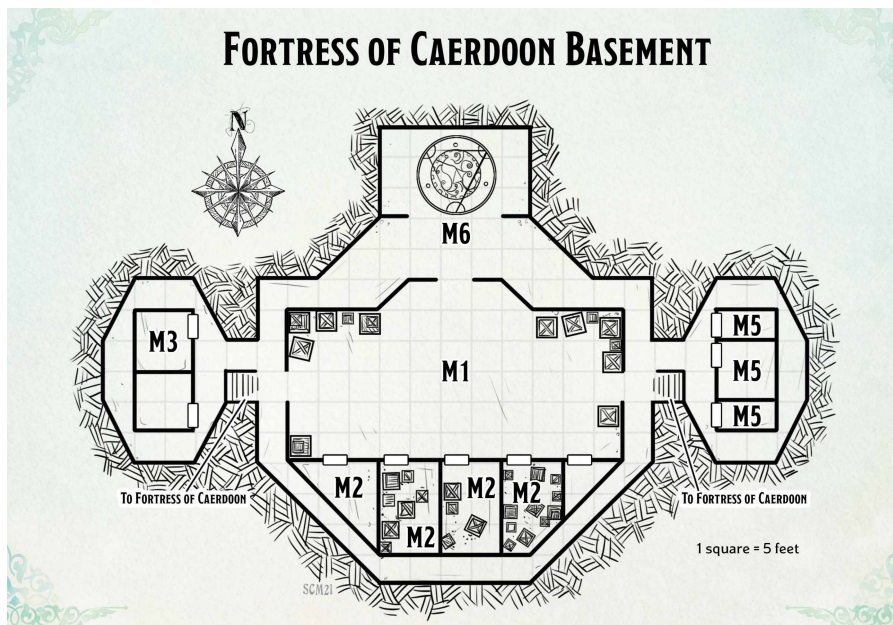 FORTRESS OF CAERDOON BASEMENT
N
M6
M3
M5
M1
M5
M5
M2
M2
M2
M2
TO FORTRESS OF CAERDOON
TO FORTRESS OF CAERDOON
1 square = 5 feet
SCM21